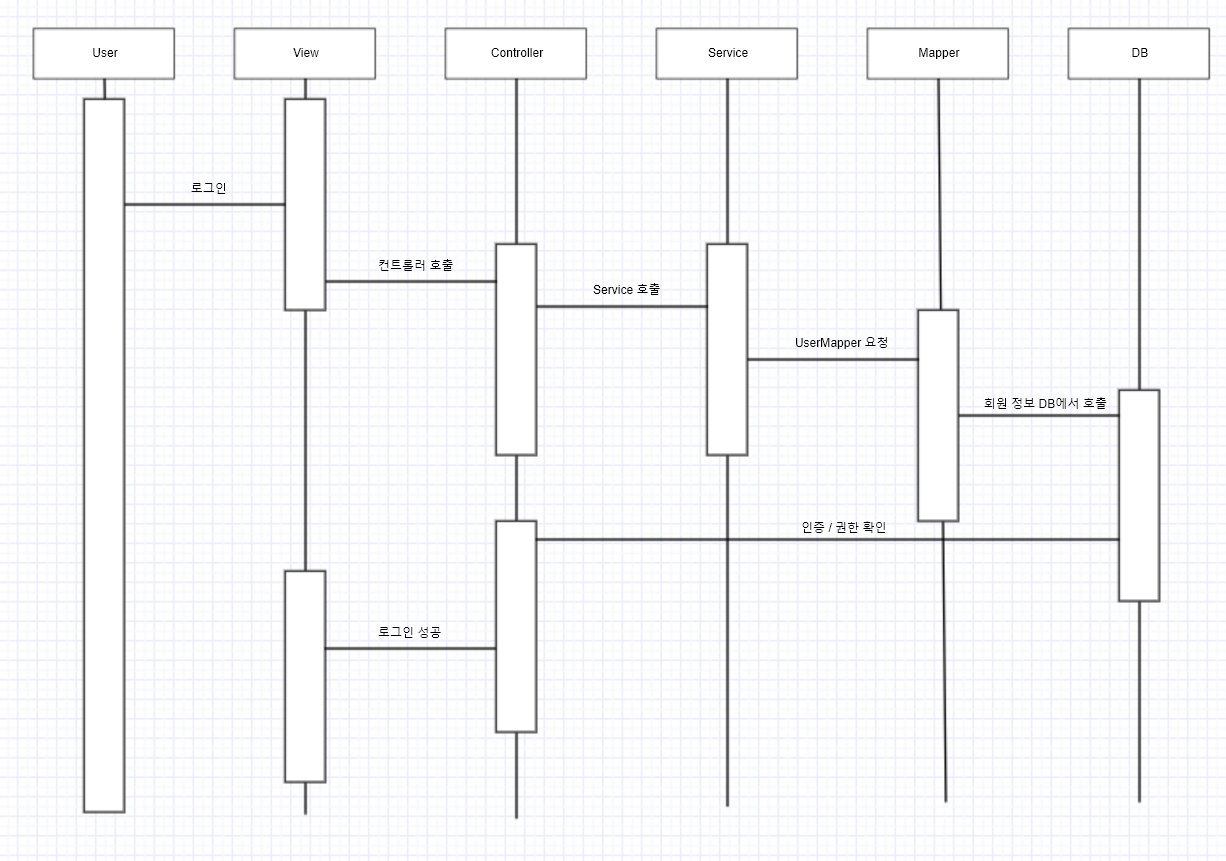 User
View
Controller
Service
Mapper
DB
로그인
컨트롤러 호출
Service 호출
UserMapper 요청
회원 정보 DB에서 호출
인증 / 권한 확인
로그인 성공